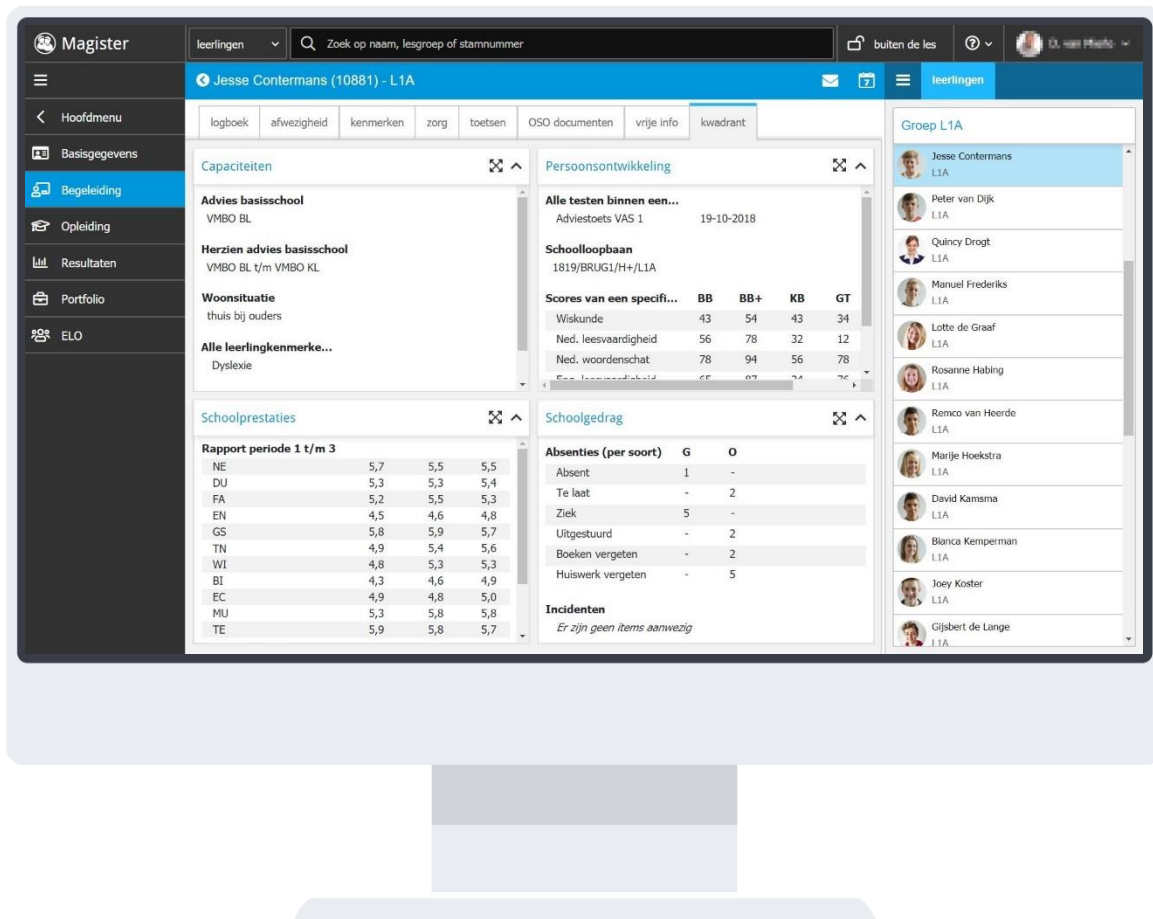 Magister
leerlingen
Zoek op naam, lesgroep of stamnummer
buiten de les
Jesse Contermans (10881) - L1A
7
leerlingen
Hoofdmenu
Basisgegevens
Begeleiding
Opleiding
Resultaten
Portfolio
ELO
logboek afwezigheid kenmerken zorg toetsen OSO documenten vrije info kwadrant
Capaciteiten
Advies basisschool
VMBO BL
Herzien advies basisschool
VMBO BL t/m VMBO KL
Woonsituatie
thuis bij ouders
Alle leerlingkenmerke...
Dyslexie
Persoonsontwikkeling
Alle testen binnen een...
Adviestoets VAS 1 19-10-2018
Schoolloopbaan
1819/BRUG1/H+/L1A
Scores van een specifi... BB BB+ KB GT
Wiskunde 43 54 43 34
Ned. leesvaardigheid 56 78 32 12
Ned. woordenschat 78 94 56 78
Schoolprestaties
Rapport periode 1 t/m 3
NE 5,7 5,5 5,5
DU 5,3 5,3 5,4
FA 5,2 5,5 5,3
EN 4,5 4,6 4,8
GS 5,8 5,9 5,7
TN 4,9 5,4 5,6
WI 4,8 5,3 5,3
BI 4,3 4,6 4,9
EC 4,9 4,8 5,0
MU 5,3 5,8 5,8
TE 5,9 5,8 5,7
Schoolgedrag
Absenties (per soort) G O
Absent 1 -
Te laat - 2
Ziek 5 -
Uitgestuurd - 2
Boeken vergeten - 2
Huiswerk vergeten - 5
Incidenten
Er zijn geen items aanwezig
Groep L1A
Jesse Contermans
L1A
Peter van Dijk
L1A
Quincy Drogt
L1A
Manuel Frederiks
L1A
Lotte de Graaf
L1A
Rosanne Habing
L1A
Remco van Heerde
L1A
Marije Hoekstra
L1A
David Kamsma
L1A
Bianca Kemperman
L1A
Joey Koster
L1A
Gijsbert de Lange
L1A